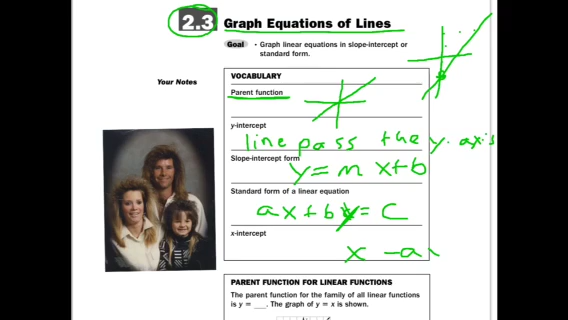 2.3 Graph Equations of Lines
Goal • Graph linear equations in slope-intercept or
standard form.
Your Notes
VOCABULARY
Parent function
y-intercept
line pass the y. axis
Slope-intercept form
y = m x+b
Standard form of a linear equation
ax+by= C
x-intercept
x -a
PARENT FUNCTION FOR LINEAR FUNCTIONS
The parent function for the family of all linear functions
is y = ___. The graph of y = x is shown.